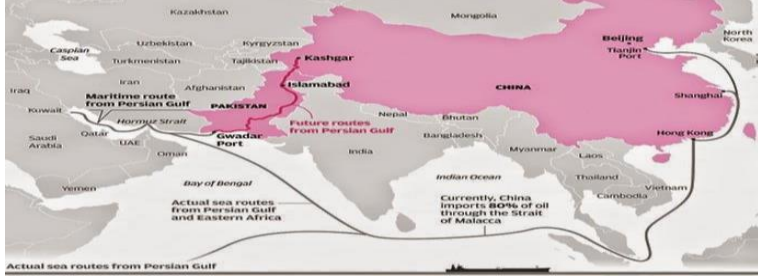 Kazakhstan
Mongolia
Beijing
Tianjin
Port
North
Korea
Caspian
Sea
Uzbekistan
Kyrgyzstan
Turkmenistan
Tajikistan
Kashgar
Iraq
Iran
Afghanistan
Islamabad
CHINA
Shanghai
Maritime route
from Persian Gulf
PAKISTAN
Kuwait
Hormuz Strait
Future routes
from Persian Gulf
Nepal
Bhutan
Hong Kong
Qatar
Gwadar
Port
Saudi
Arabia
UAE
Oman
India
Bangladesh
Myanmar
Laos
Yemen
Bay of Bengal
Indian Ocean
Thailand
Vietnam
Cambodia
Actual sea routes
from Persian Gulf
and Eastern Africa
Currently, China
imports 80% of oil
through the Strait
of Malacca
Actual sea routes from Persian Gulf